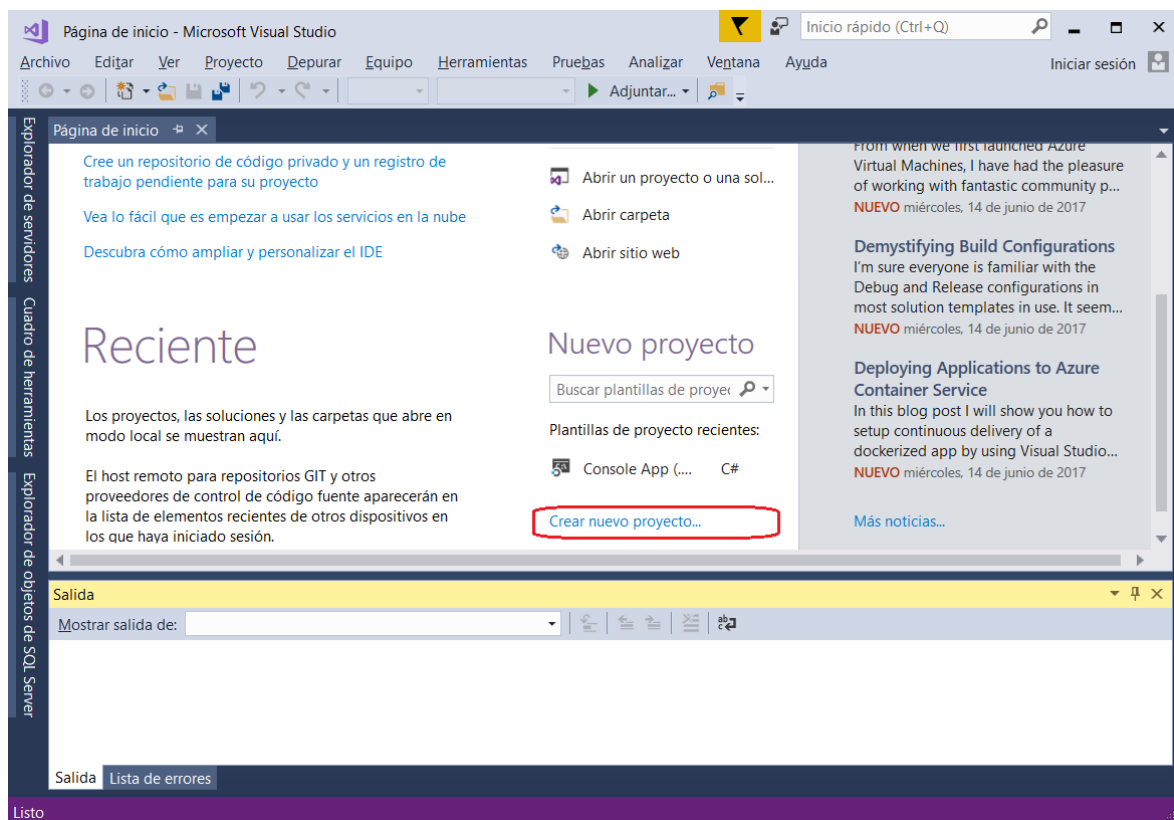 Página de inicio - Microsoft Visual Studio
Inicio rápido (Ctrl+Q)
Archivo Editar Ver Proyecto Depurar Equipo Herramientas Pruebas Analizar Ventana Ayuda Iniciar sesión
Adjuntar...
Explorador de servidores
Cuadro de herramientas
Explorador de objetos de SQL Server
Página de inicio
Cree un repositorio de código privado y un registro de
trabajo pendiente para su proyecto
Vea lo fácil que es empezar a usar los servicios en la nube
Descubra cómo ampliar y personalizar el IDE
Reciente
Los proyectos, las soluciones y las carpetas que abre en
modo local se muestran aquí.
El host remoto para repositorios GIT y otros
proveedores de control de código fuente aparecerán en
la lista de elementos recientes de otros dispositivos en
los que haya iniciado sesión.
Abrir un proyecto o una sol...
Abrir carpeta
Abrir sitio web
Nuevo proyecto
Buscar plantillas de proyec
Plantillas de proyecto recientes:
Console App (.... C#
Crear nuevo proyecto...
From when we first launched Azure
Virtual Machines, I have had the pleasure
of working with fantastic community p...
NUEVO miércoles, 14 de junio de 2017
Demystifying Build Configurations
I'm sure everyone is familiar with the
Debug and Release configurations in
most solution templates in use. It seem...
NUEVO miércoles, 14 de junio de 2017
Deploying Applications to Azure
Container Service
In this blog post I will show you how to
setup continuous delivery of a
dockerized app by using Visual Studio...
NUEVO miércoles, 14 de junio de 2017
Más noticias...
Salida
Mostrar salida de:
Salida Lista de errores
Listo